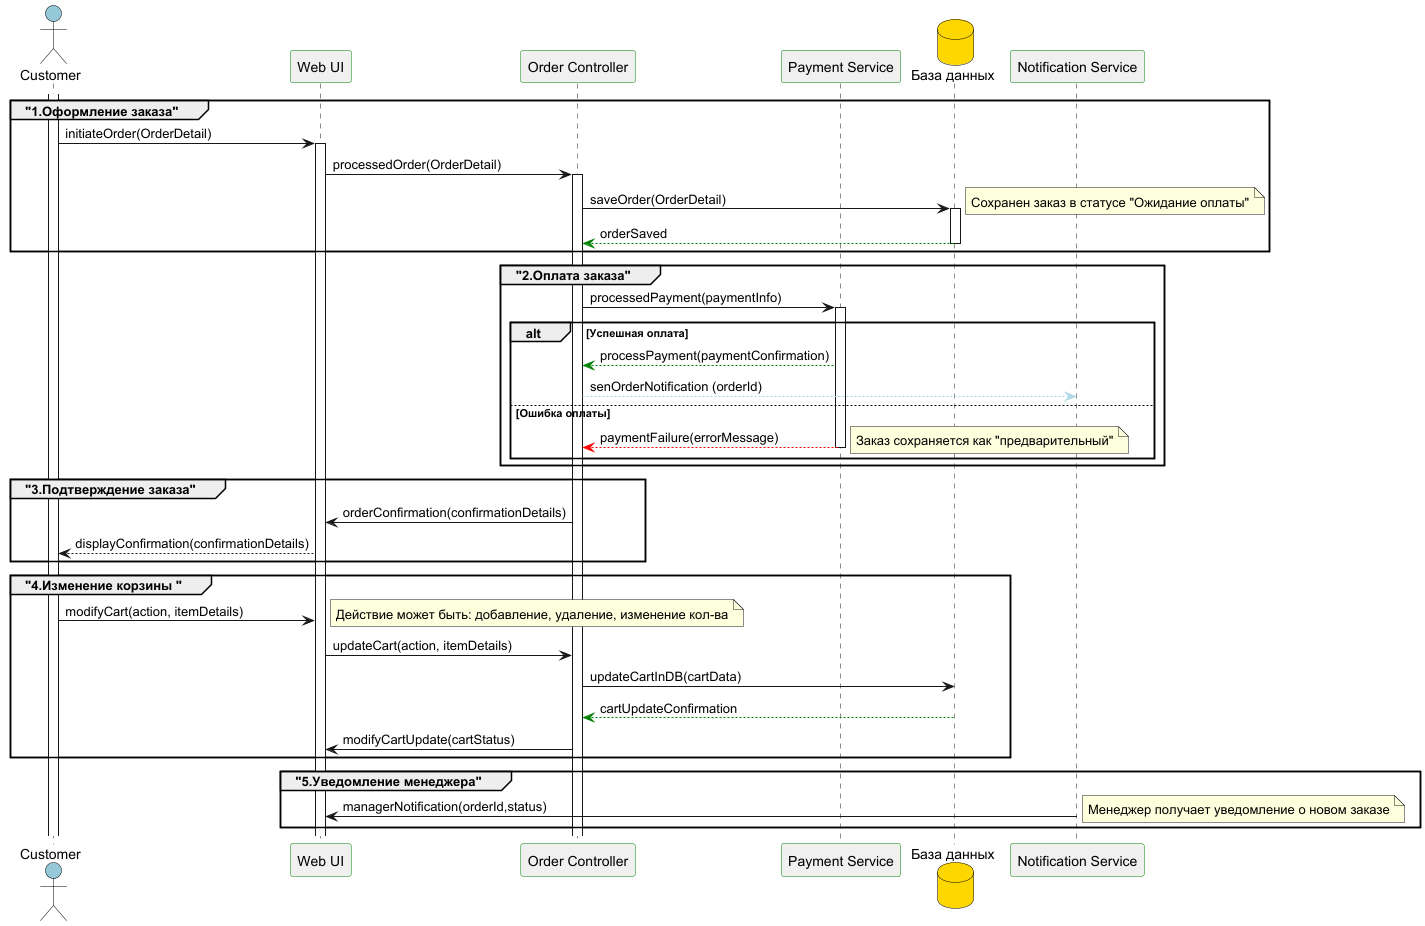 Customer
Web UI
Order Controller
Payment Service
База данных
Notification Service
"1.Оформление заказа"
initiateOrder(OrderDetail)
processedOrder(OrderDetail)
saveOrder(OrderDetail)
Сохранен заказ в статусе "Ожидание оплаты"
orderSaved
"2.Оплата заказа"
processedPayment(paymentInfo)
alt
[Успешная оплата]
processPayment(paymentConfirmation)
senOrderNotification (orderId)
[Ошибка оплаты]
paymentFailure(errorMessage)
Заказ сохраняется как "предварительный"
"3.Подтверждение заказа"
orderConfirmation(confirmationDetails)
displayConfirmation(confirmationDetails)
"4.Изменение корзины "
modifyCart(action, itemDetails)
Действие может быть: добавление, удаление, изменение кол-ва
updateCart(action, itemDetails)
updateCartInDB(cartData)
cartUpdateConfirmation
modifyCartUpdate(cartStatus)
"5.Уведомление менеджера"
managerNotification(orderId,status)
Менеджер получает уведомление о новом заказе
Customer
Web UI
Order Controller
Payment Service
База данных
Notification Service